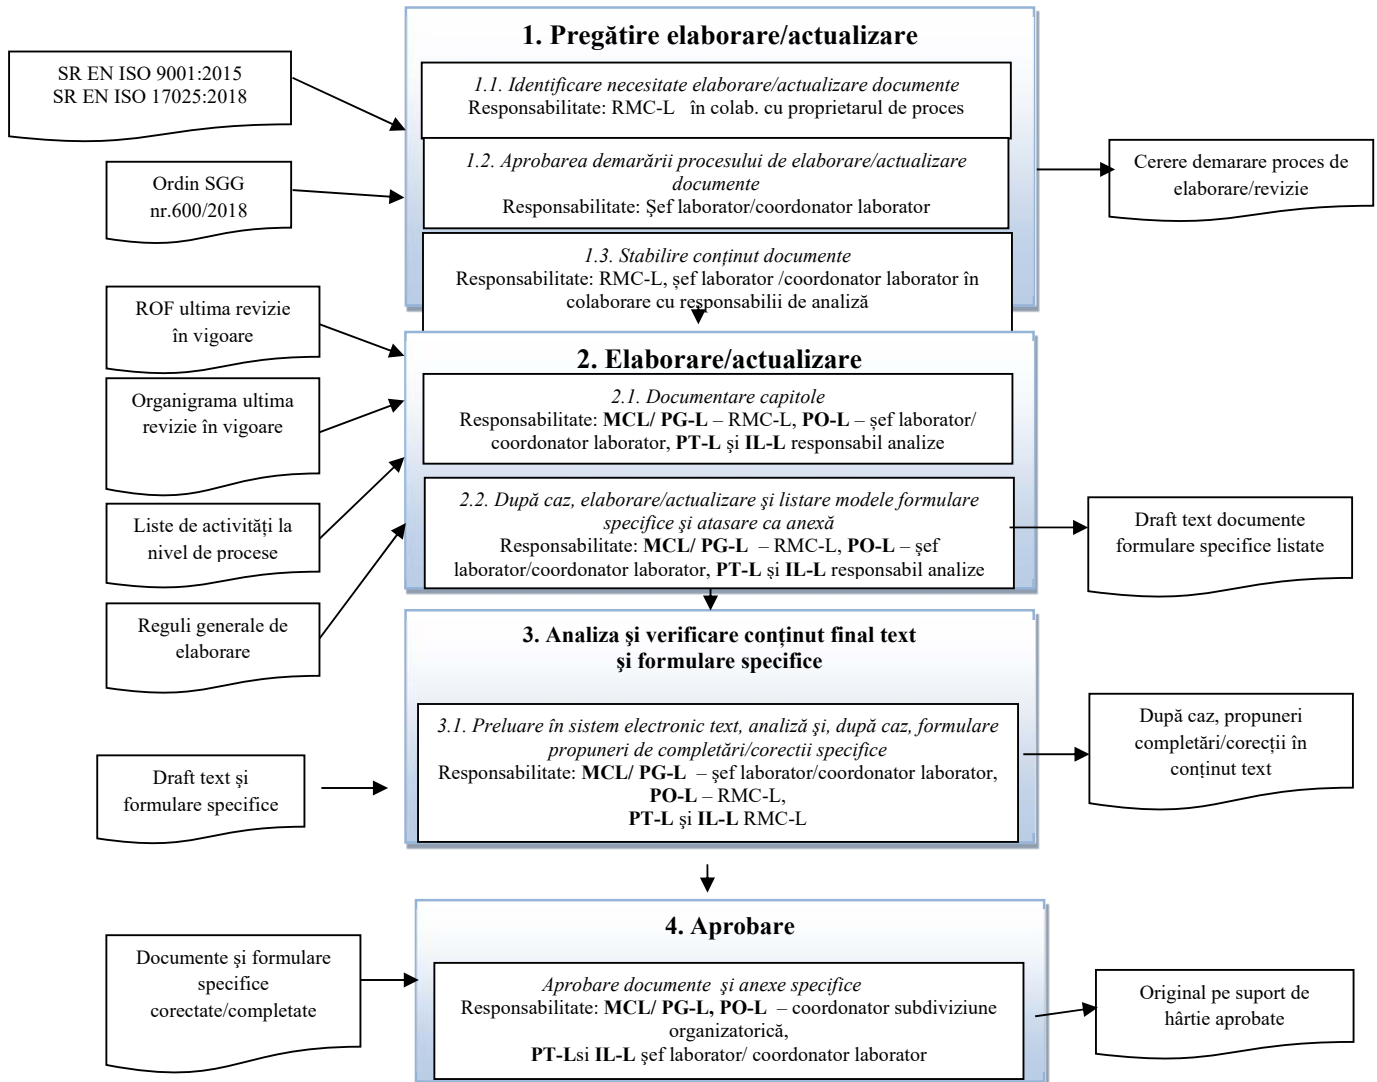 1. Pregătire elaborare/actualizare
SR EN ISO 9001:2015
SR EN ISO 17025:2018
1.1. Identificare necesitate elaborare/actualizare documente
Responsabilitate: RMC-L în colab. cu proprietarul de proces
1.2. Aprobarea demarării procesului de elaborare/actualizare
documente
Responsabilitate: Şef laborator/coordonator laborator
Cerere demarare proces de
elaborare/revizie
Ordin SGG
nr.600/2018
1.3. Stabilire conținut documente
Responsabilitate: RMC-L, șef laborator /coordonator laborator în
colaborare cu responsabilii de analiză
ROF ultima revizie
în vigoare
2. Elaborare/actualizare
Organigrama ultima
revizie în vigoare
2.1. Documentare capitole
Responsabilitate: MCL/ PG-L – RMC-L, PO-L – șef laborator/
coordonator laborator, PT-L și IL-L responsabil analize
Liste de activități la
nivel de procese
2.2. După caz, elaborare/actualizare şi listare modele formulare
specifice şi atasare ca anexă
Responsabilitate: MCL/ PG-L – RMC-L, PO-L – şef
laborator/coordonator laborator, PT-L și IL-L responsabil analize
Draft text documente
formulare specifice listate
Reguli generale de
elaborare
3. Analiza şi verificare conținut final text
şi formulare specifice
3.1. Preluare în sistem electronic text, analiză şi, după caz, formulare
propuneri de completări/corectii specifice
Responsabilitate: MCL/ PG-L – şef laborator/coordonator laborator,
PO-L – RMC-L,
PT-L și IL-L RMC-L
După caz, propuneri
completări/corecții în
conținut text
Draft text şi
formulare specifice
4. Aprobare
Documente şi formulare
specifice
corectate/completate
Aprobare documente şi anexe specifice
Responsabilitate: MCL/ PG-L, PO-L – coordonator subdiviziune
organizatorică,
PT-Lsi IL-L şef laborator/ coordonator laborator
Original pe suport de
hârtie aprobate